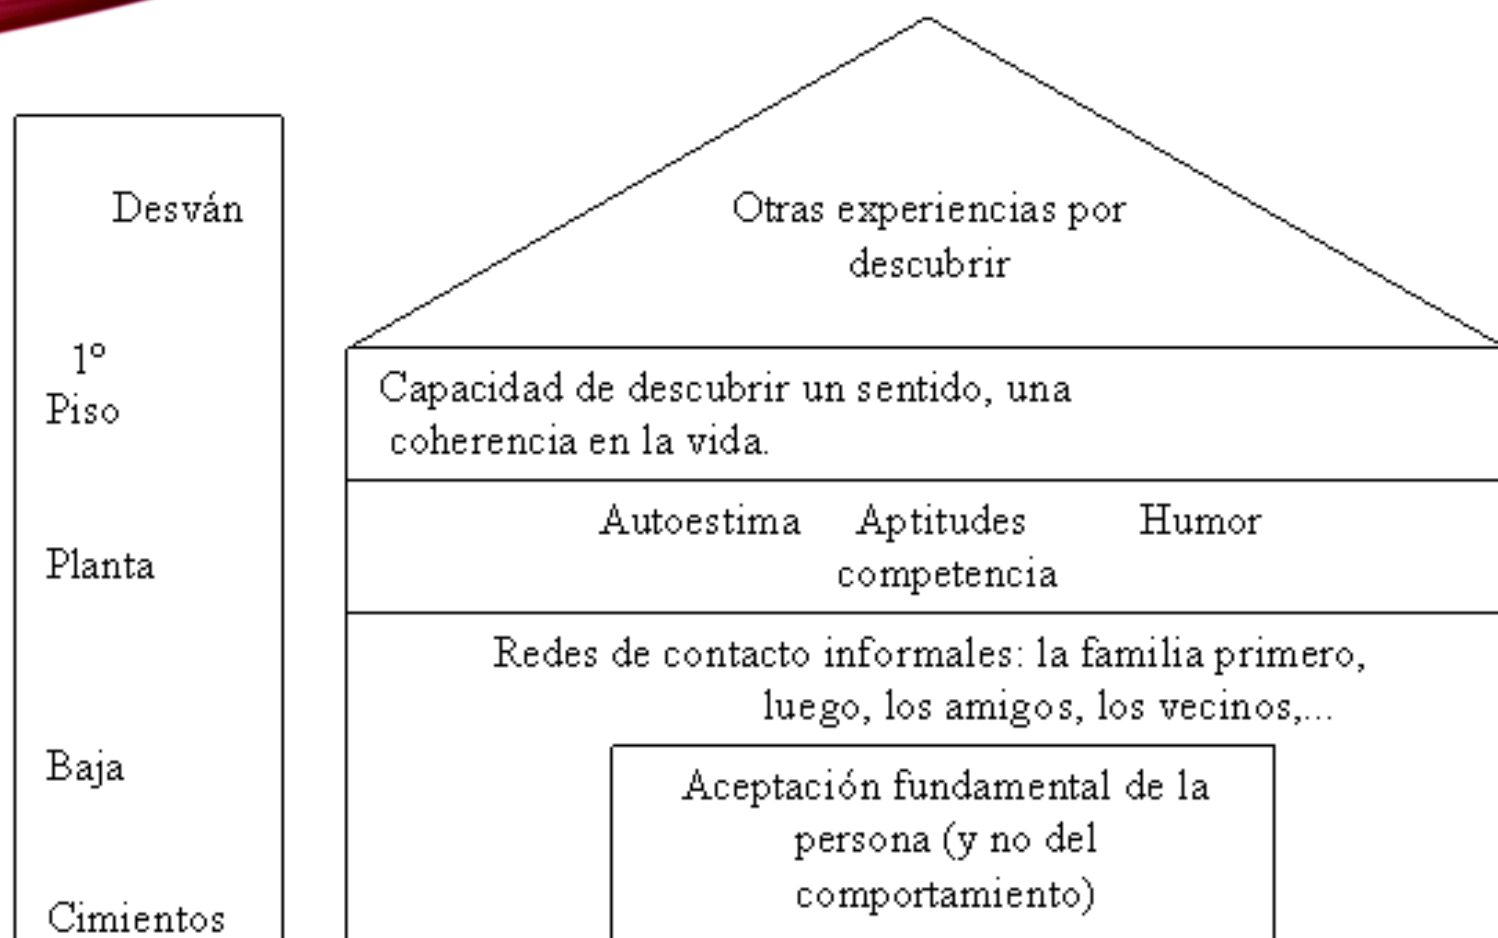 Desván
1º
Piso
Planta
Baja
Cimientos
Otras experiencias por
descubrir
Capacidad de descubrir un sentido, una
coherencia en la vida.
Autoestima Aptitudes Humor
competencia
Redes de contacto informales: la familia primero,
luego, los amigos, los vecinos,...
Aceptación fundamental de la
persona (y no del
comportamiento)